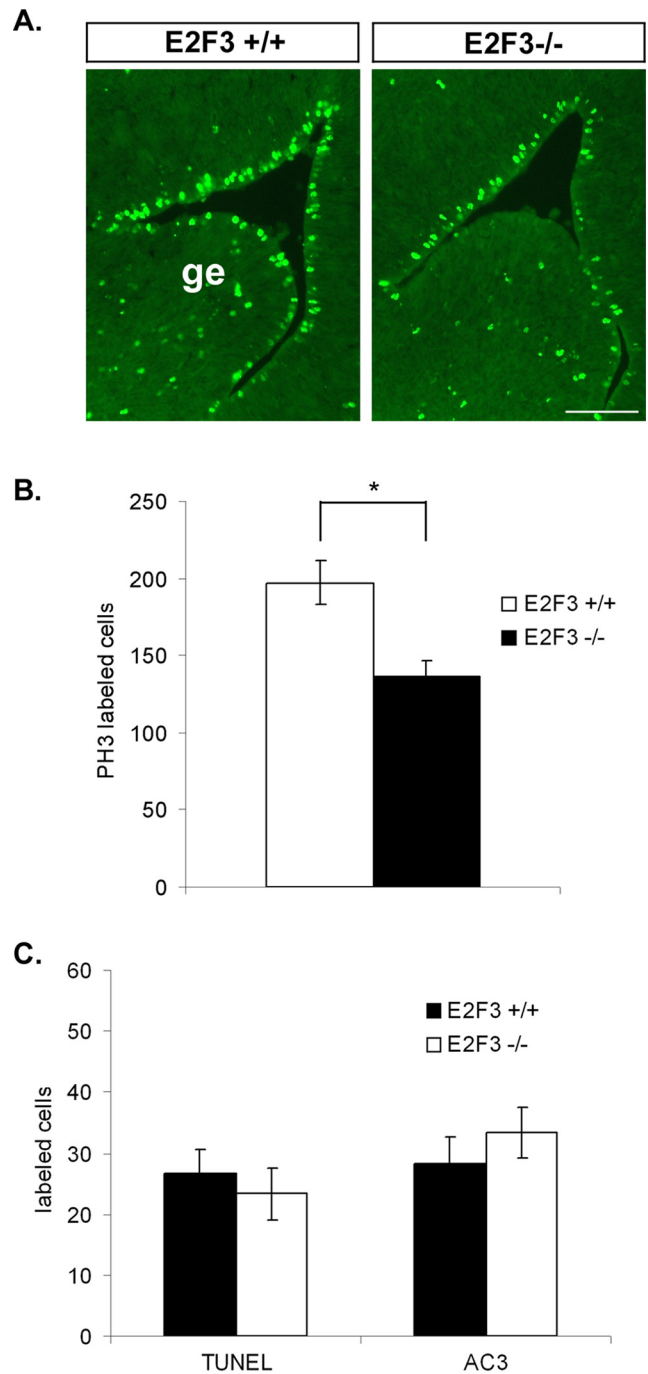 A.
E2F3 +/+
E2F3-/-
ge
B.
250
200
150
100
50
0
PH3 labeled cells
*
E2F3 +/+
E2F3 -/-
C.
60
50
40
30
20
10
0
labeled cells
E2F3 +/+
E2F3 -/-
TUNEL
AC3